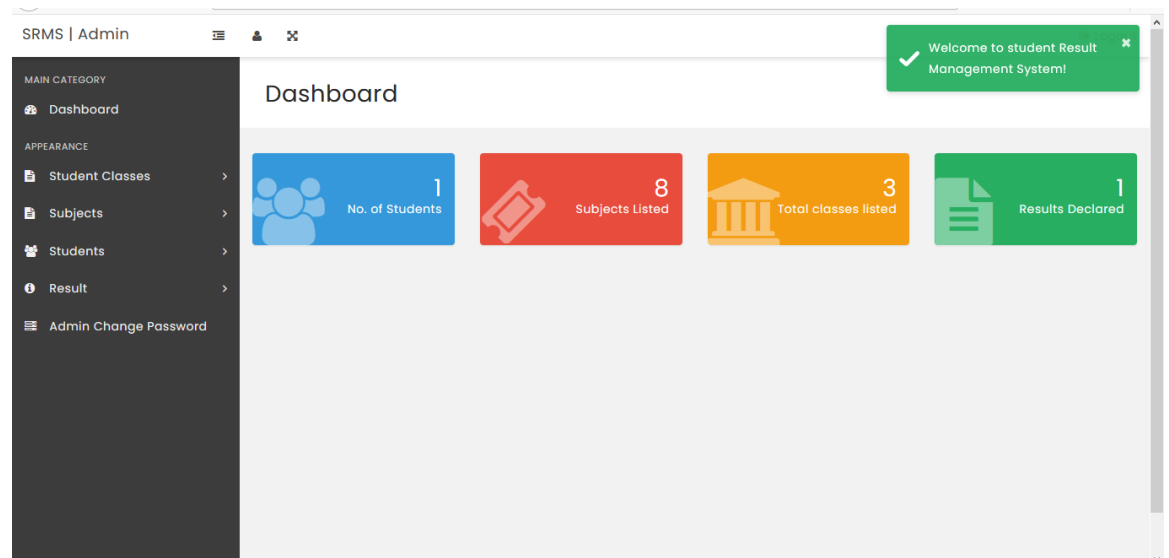 SRMS | Admin
Welcome to student Result
Management System!
MAIN CATEGORY
Dashboard
APPEARANCE
Student Classes
Subjects
Students
Result
Admin Change Password
Dashboard
1
No. of Students
8
Subjects Listed
3
Total classes listed
1
Results Declared